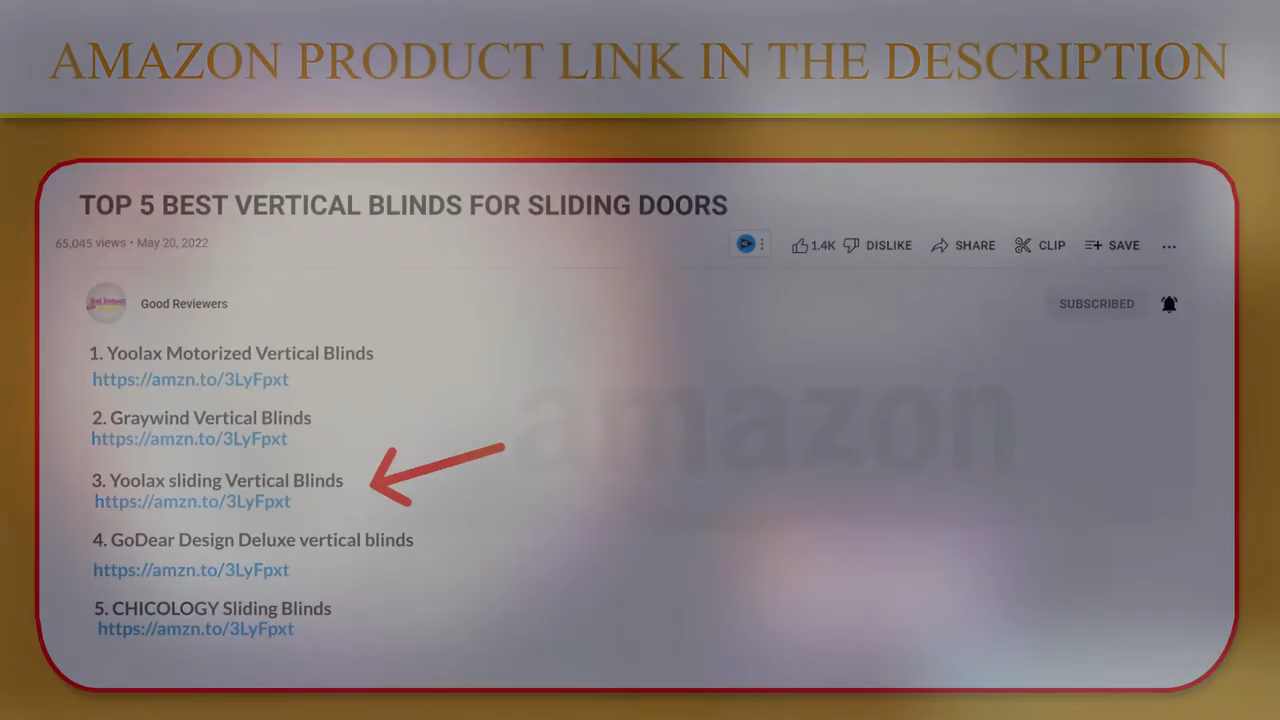 AMAZON PRODUCT LINK IN THE DESCRIPTION
TOP 5 BEST VERTICAL BLINDS FOR SLIDING DOORS
65,045 views • May 20, 2022
1.4K DISLIKE SHARE CLIP SAVE ...
Good Reviewers
SUBSCRIBED
1. Yoolax Motorized Vertical Blinds
https://amzn.to/3LyFpxt
2. Graywind Vertical Blinds
https://amzn.to/3LyFpxt
3. Yoolax sliding Vertical Blinds
https://amzn.to/3LyFpxt
amazon
4. GoDear Design Deluxe vertical blinds
https://amzn.to/3LyFpxt
5. CHICOLOGY Sliding Blinds
https://amzn.to/3LyFpxt